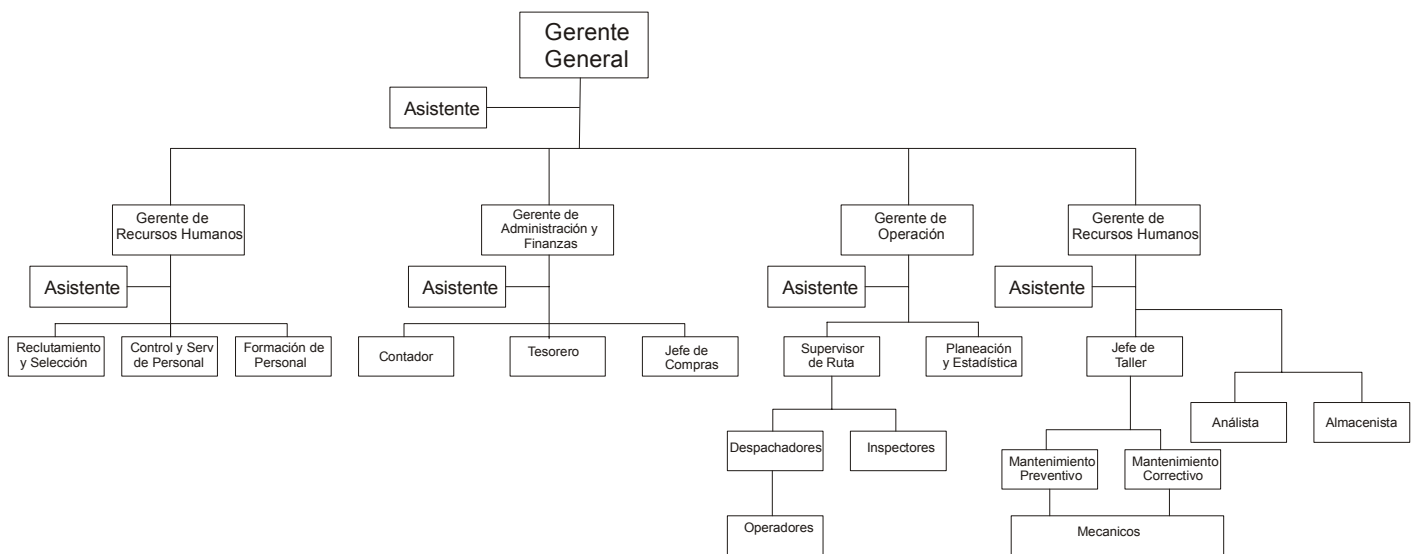 Gerente
General
Asistente
Gerente de
Recursos Humanos
Gerente de
Administración y
Finanzas
Gerente de
Operación
Gerente de
Recursos Humanos
Asistente
Asistente
Asistente
Asistente
Reclutamiento
y Selección
Control y Serv
de Personal
Formación de
Personal
Contador
Tesorero
Jefe de
Compras
Supervisor
de Ruta
Planeación
y Estadística
Jefe de
Taller
Análista
Almacenista
Despachadores
Inspectores
Mantenimiento
Preventivo
Mantenimiento
Correctivo
Operadores
Mecanicos